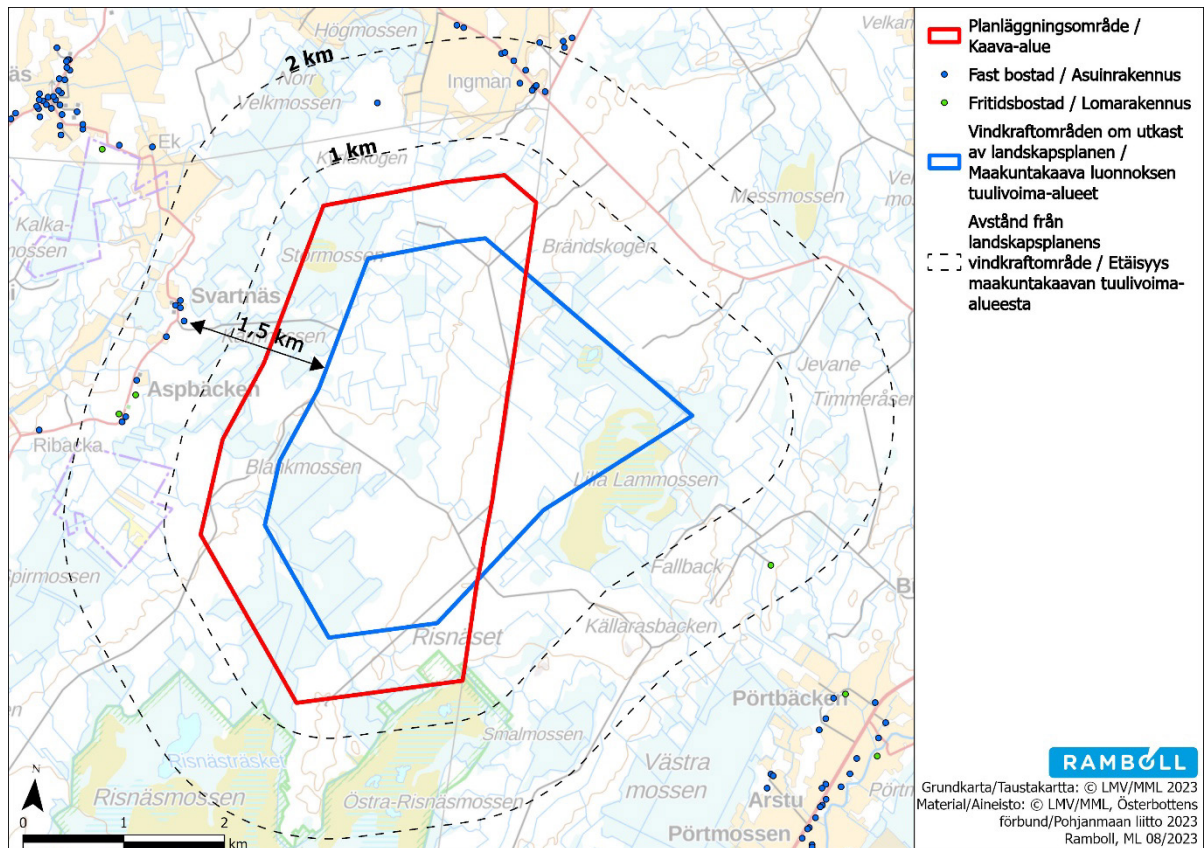 Högmossen
2 km
Norr
Velkmossen
Ingman
Velkan
Ek
1 km
Messmossen
Kalka-
mossen
Stormossen
Brändskogen
Svartnäs
1,5 km
Aspbäcken
Jevane
Timmeråsen
Ribacka
Blankmossen
Lilla Lammossen
Spirmossen
Fallback
Källarasbacken
Risnäset
Pörtbäcken
Smalmossen
Västra
mossen
Risnästräsket
Risnäsmossen
Östra-Risnäsmossen
Arstu
Pörtmossen
N
0 1 2
km
Planläggningsområde /
Kaava-alue
Fast bostad / Asuinrakennus
Fritidsbostad / Lomarakennus
Vindkraftområden om utkast
av landskapsplanen /
Maakuntakaava luonnoksen
tuulivoima-alueet
Avstånd från
landskapsplanens
vindkraftområde / Etäisyys
maakuntakaavan tuulivoima-
alueesta
RAMBOLL
Grundkarta/Taustakartta: © LMV/MML 2023
Material/Aineisto: © LMV/MML, Österbottens
förbund/Pohjanmaan liitto 2023
Ramboll, ML 08/2023